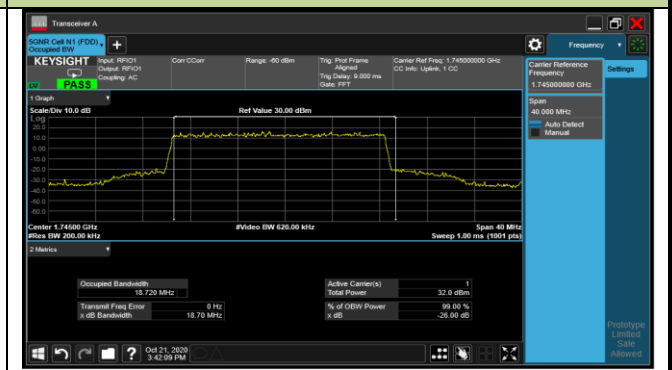 Transceiver A
5GNR Cell N1 (FDD)
Occupied BW
Frequency
KEYSIGHT
LW
PASS
Input: RFIO1
Output: RFIO1
Coupling: AC
Corr CCorr
Range: -60 dBm
Trig: Prot Frame
Aligned
Trig Delay: 9.000 ms
Gate: FFT
Carrier Ref Freq: 1.745000000 GHz
CC Info: Uplink, 1 CC
Carrier Reference
Frequency
1.745000000 GHz
Settings
Span
40.000 MHz
Auto Detect
Manual
1 Graph
Scale/Div 10.0 dB
Ref Value 30.00 dBm
Log
20.0
10.0
0.00
-10.0
-20.0
-30.0
-40.0
-50.0
-60.0
Center 1.74500 GHz
#Video BW 620.00 kHz
Span 40 MHz
#Res BW 200.00 kHz
Sweep 1.00 ms (1001 pts)
2 Metrics
Occupied Bandwidth
18.720 MHz
Transmit Freq Error
0 Hz
x dB Bandwidth
18.70 MHz
Active Carrier(s)
1
Total Power
32.0 dBm
% of OBW Power
99.00 %
x dB
-26.00 dB
Oct 21, 2020
3:42:09 PM
Prototype
Limited
Sale
Allowed